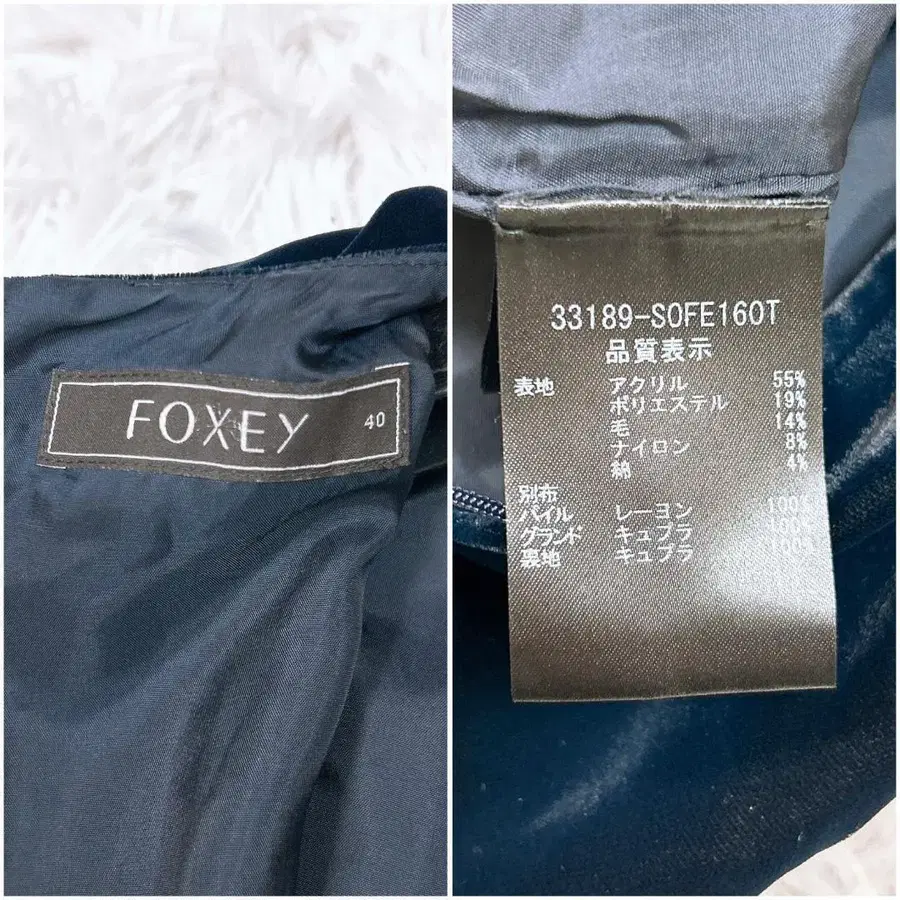 FOXEY 40
33189-SOFE160T
品質表示
表地 アクリル 55%
ポリエステル 19%
毛 14%
ナイロン 8%
綿 4%
別布
パイル レーヨン 100%
グランド キュプラ 100%
裏地 キュプラ 100%